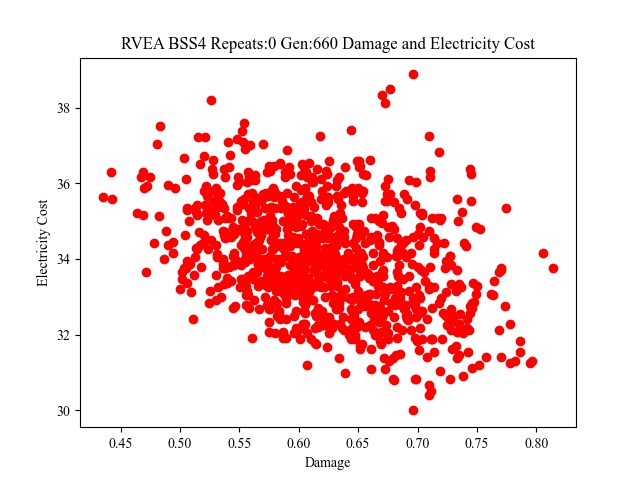 RVEA BSS4 Repeats:0 Gen:660 Damage and Electricity Cost
38
36
34
32
30
Electricity Cost
0.45 0.50 0.55 0.60 0.65 0.70 0.75 0.80
Damage